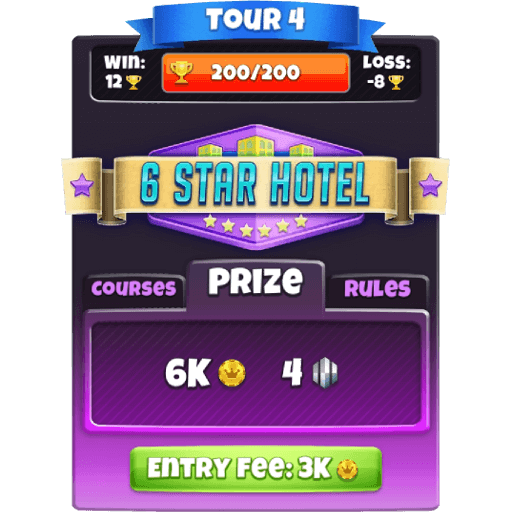 TOUR 4
WIN: 12
200/200
LOSS: -8
6 STAR HOTEL
COURSES PRIZE RULES
6K 4
ENTRY FEE: 3K